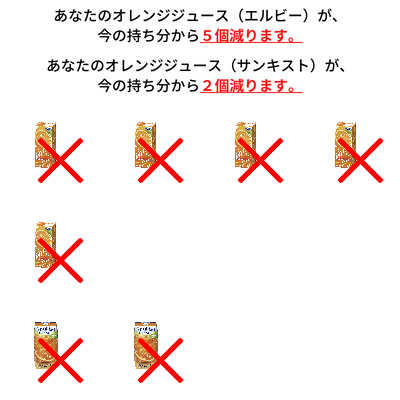 あなたのオレンジジュース（エルビー）が、
今の持ち分から５個減ります。
あなたのオレンジジュース（サンキスト）が、
今の持ち分から２個減ります。